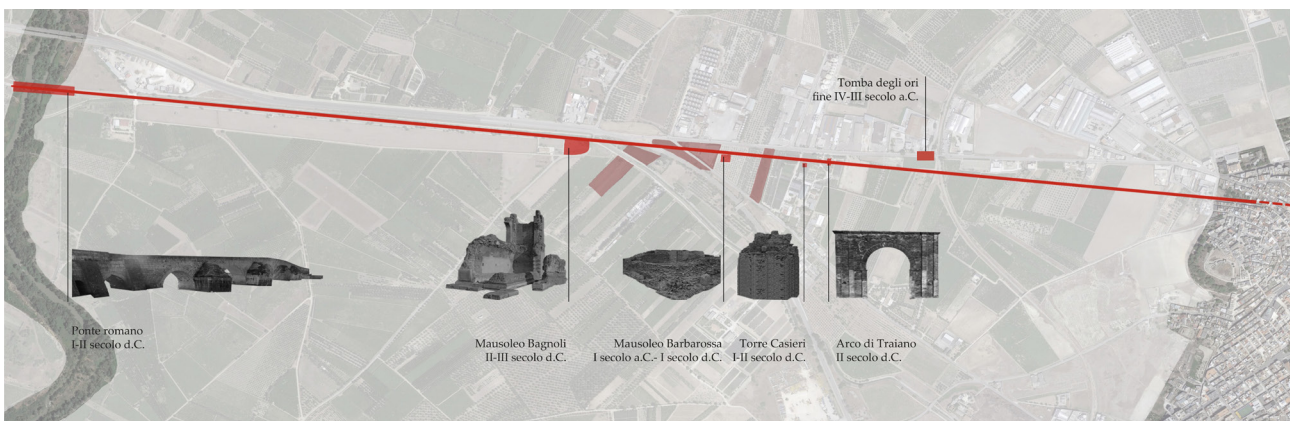 Tomba degli ori
fine IV-III secolo a.C.
Ponte romano
I-II secolo d.C.
Mausoleo Bagnoli
II-III secolo d.C.
Mausoleo Barbarossa
I secolo a.C.- I secolo d.C.
Torre Casieri
I-II secolo d.C.
Arco di Traiano
II secolo d.C.